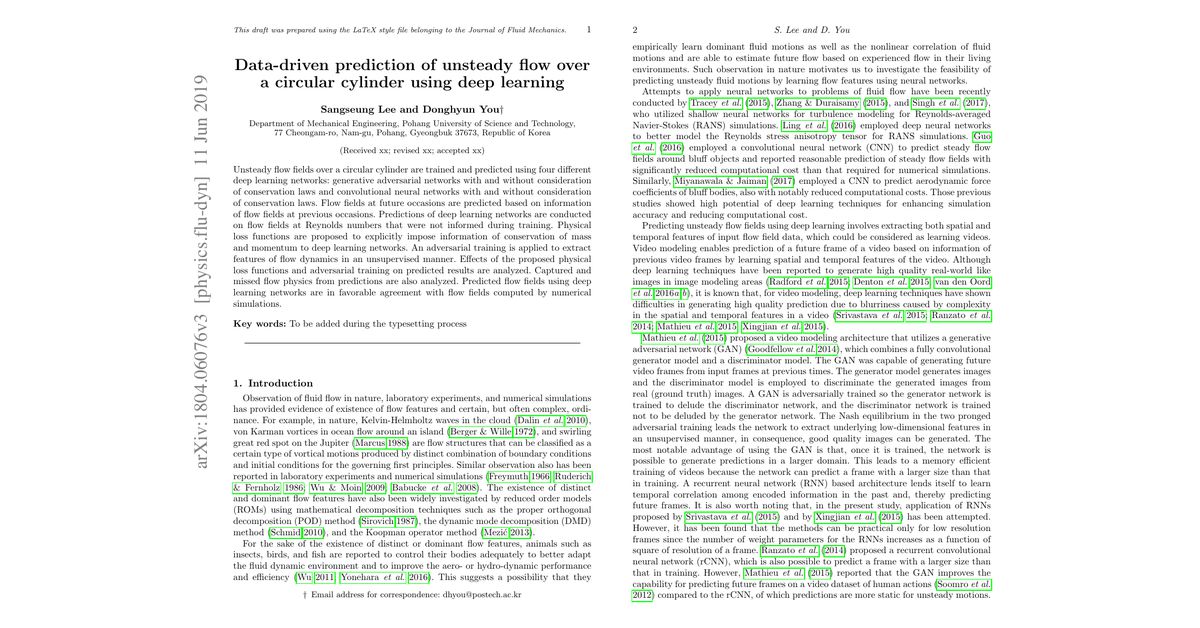 arXiv:1804.06076v3 [physics.flu-dyn] 11 Jun 2019
This draft was prepared using the LaTeX style file belonging to the Journal of Fluid Mechanics. 1
Data-driven prediction of unsteady flow over
a circular cylinder using deep learning
Sangseung Lee and Donghyun You†
Department of Mechanical Engineering, Pohang University of Science and Technology,
77 Cheongam-ro, Nam-gu, Pohang, Gyeongbuk 37673, Republic of Korea
(Received xx; revised xx; accepted xx)
Unsteady flow fields over a circular cylinder are trained and predicted using four different
deep learning networks: generative adversarial networks with and without consideration
of conservation laws and convolutional neural networks with and without consideration
of conservation laws. Flow fields at future occasions are predicted based on information
of flow fields at previous occasions. Predictions of deep learning networks are conducted
on flow fields at Reynolds numbers that were not informed during training. Physical
loss functions are proposed to explicitly impose information of conservation of mass
and momentum to deep learning networks. An adversarial training is applied to extract
features of flow dynamics in an unsupervised manner. Effects of the proposed physical
loss functions and adversarial training on predicted results are analyzed. Captured and
missed flow physics from predictions are also analyzed. Predicted flow fields using deep
learning networks are in favorable agreement with flow fields computed by numerical
simulations.
Key words: To be added during the typesetting process
1. Introduction
Observation of fluid flow in nature, laboratory experiments, and numerical simulations
has provided evidence of existence of flow features and certain, but often complex, ordi-
nance. For example, in nature, Kelvin-Helmholtz waves in the cloud (Dalin et al. 2010),
von Karman vortices in ocean flow around an island (Berger & Wille 1972), and swirling
great red spot on the Jupiter (Marcus 1988) are flow structures that can be classified as a
certain type of vortical motions produced by distinct combination of boundary conditions
and initial conditions for the governing first principles. Similar observation also has been
reported in laboratory experiments and numerical simulations (Freymuth 1966; Ruderich
& Fernholz 1986; Wu & Moin 2009; Babucke et al. 2008). The existence of distinct
and dominant flow features have also been widely investigated by reduced order models
(ROMs) using mathematical decomposition techniques such as the proper orthogonal
decomposition (POD) method (Sirovich 1987), the dynamic mode decomposition (DMD)
method (Schmid 2010), and the Koopman operator method (Mezić 2013).
For the sake of the existence of distinct or dominant flow features, animals such as
insects, birds, and fish are reported to control their bodies adequately to better adapt
the fluid dynamic environment and to improve the aero- or hydro-dynamic performance
and efficiency (Wu 2011; Yonehara et al. 2016). This suggests a possibility that they
† Email address for correspondence: dhyou@postech.ac.kr
2 S. Lee and D. You
empirically learn dominant fluid motions as well as the nonlinear correlation of fluid
motions and are able to estimate future flow based on experienced flow in their living
environments. Such observation in nature motivates us to investigate the feasibility of
predicting unsteady fluid motions by learning flow features using neural networks.
Attempts to apply neural networks to problems of fluid flow have been recently
conducted by Tracey et al. (2015), Zhang & Duraisamy (2015), and Singh et al. (2017),
who utilized shallow neural networks for turbulence modeling for Reynolds-averaged
Navier-Stokes (RANS) simulations. Ling et al. (2016) employed deep neural networks
to better model the Reynolds stress anisotropy tensor for RANS simulations. Guo
et al. (2016) employed a convolutional neural network (CNN) to predict steady flow
fields around bluff objects and reported reasonable prediction of steady flow fields with
significantly reduced computational cost than that required for numerical simulations.
Similarly, Miyanawala & Jaiman (2017) employed a CNN to predict aerodynamic force
coefficients of bluff bodies, also with notably reduced computational costs. Those previous
studies showed high potential of deep learning techniques for enhancing simulation
accuracy and reducing computational cost.
Predicting unsteady flow fields using deep learning involves extracting both spatial and
temporal features of input flow field data, which could be considered as learning videos.
Video modeling enables prediction of a future frame of a video based on information of
previous video frames by learning spatial and temporal features of the video. Although
deep learning techniques have been reported to generate high quality real-world like
images in image modeling areas (Radford et al. 2015; Denton et al. 2015; van den Oord
et al. 2016a,b), it is known that, for video modeling, deep learning techniques have shown
difficulties in generating high quality prediction due to blurriness caused by complexity
in the spatial and temporal features in a video (Srivastava et al. 2015; Ranzato et al.
2014; Mathieu et al. 2015; Xingjian et al. 2015).
Mathieu et al. (2015) proposed a video modeling architecture that utilizes a generative
adversarial network (GAN) (Goodfellow et al. 2014), which combines a fully convolutional
generator model and a discriminator model. The GAN was capable of generating future
video frames from input frames at previous times. The generator model generates images
and the discriminator model is employed to discriminate the generated images from
real (ground truth) images. A GAN is adversarially trained so the generator network is
trained to delude the discriminator network, and the discriminator network is trained
not to be deluded by the generator network. The Nash equilibrium in the two pronged
adversarial training leads the network to extract underlying low-dimensional features in
an unsupervised manner, in consequence, good quality images can be generated. The
most notable advantage of using the GAN is that, once it is trained, the network is
possible to generate predictions in a larger domain. This leads to a memory efficient
training of videos because the network can predict a frame with a larger size than that
in training. A recurrent neural network (RNN) based architecture lends itself to learn
temporal correlation among encoded information in the past and, thereby predicting
future frames. It is also worth noting that, in the present study, application of RNNs
proposed by Srivastava et al. (2015) and by Xingjian et al. (2015) has been attempted.
However, it has been found that the methods can be practical only for low resolution
frames since the number of weight parameters for the RNNs increases as a function of
square of resolution of a frame. Ranzato et al. (2014) proposed a recurrent convolutional
neural network (rCNN), which is also possible to predict a frame with a larger size than
that in training. However, Mathieu et al. (2015) reported that the GAN improves the
capability for predicting future frames on a video dataset of human actions (Soomro et al.
2012) compared to the rCNN, of which predictions are more static for unsteady motions.